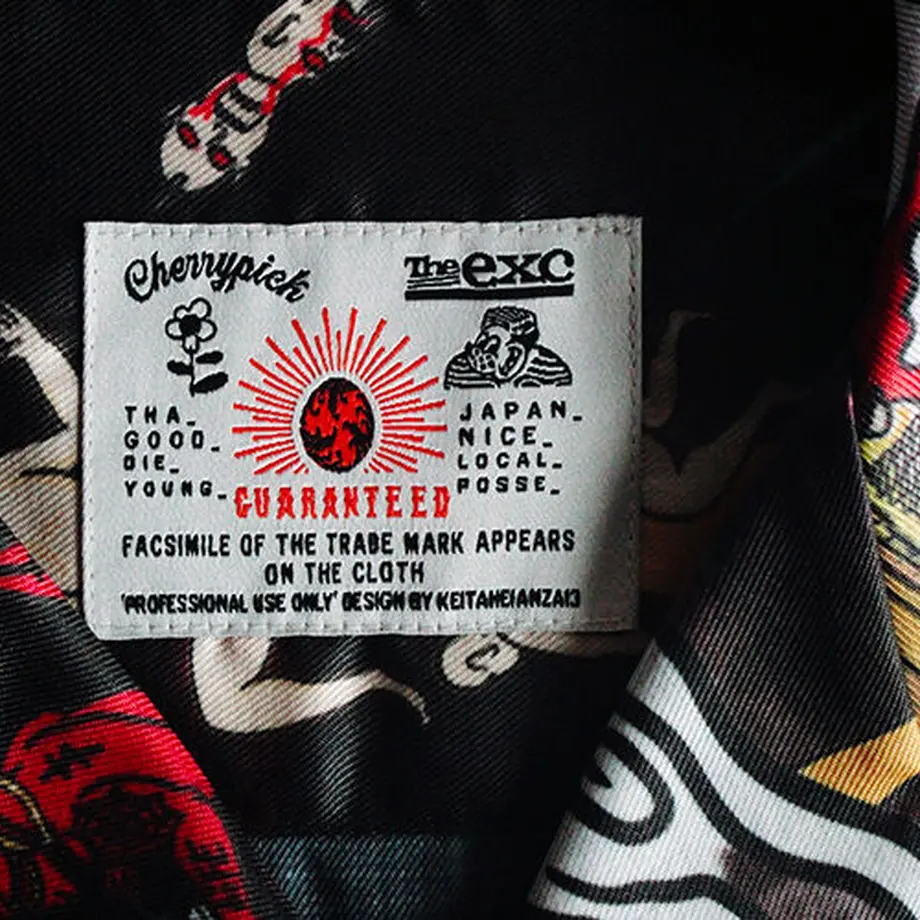 Cherrypick
The exc
THA_
GOOD_
DIE_
YOUNG_
JAPAN_
NICE_
LOCAL_
POSSE_
GUARANTEED
FACSIMILE OF THE TRADE MARK APPEARS
ON THE CLOTH
'PROFESSIONAL USE ONLY' DESIGN BY KEITAHEIANZA13